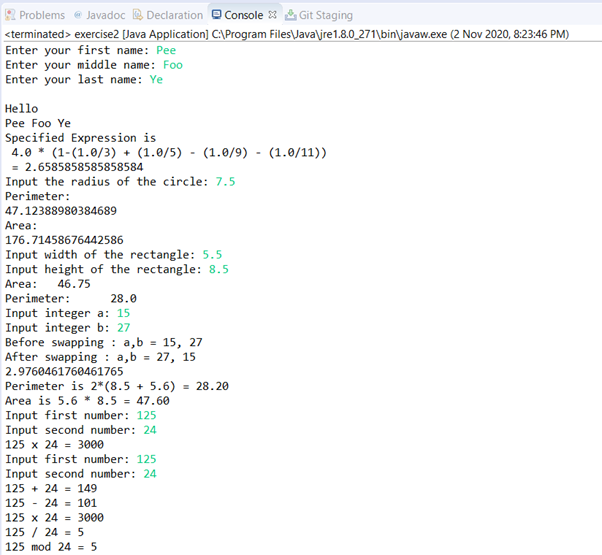 Problems Javadoc Declaration Console Git Staging
<terminated> exercise2 [Java Application] C:\Program Files\Java\jre1.8.0_271\bin\javaw.exe (2 Nov 2020, 8:23:46 PM)
Enter your first name: Pee
Enter your middle name: Foo
Enter your last name: Ye
Hello
Pee Foo Ye
Specified Expression is
4.0 * (1-(1.0/3) + (1.0/5) - (1.0/9) - (1.0/11))
= 2.6585858585858584
Input the radius of the circle: 7.5
Perimeter:
47.12388980384689
Area:
176.71458676442586
Input width of the rectangle: 5.5
Input height of the rectangle: 8.5
Area: 46.75
Perimeter: 28.0
Input integer a: 15
Input integer b: 27
Before swapping : a,b = 15, 27
After swapping : a,b = 27, 15
2.9760461760461765
Perimeter is 2*(8.5 + 5.6) = 28.20
Area is 5.6 * 8.5 = 47.60
Input first number: 125
Input second number: 24
125 x 24 = 3000
Input first number: 125
Input second number: 24
125 + 24 = 149
125 - 24 = 101
125 x 24 = 3000
125 / 24 = 5
125 mod 24 = 5